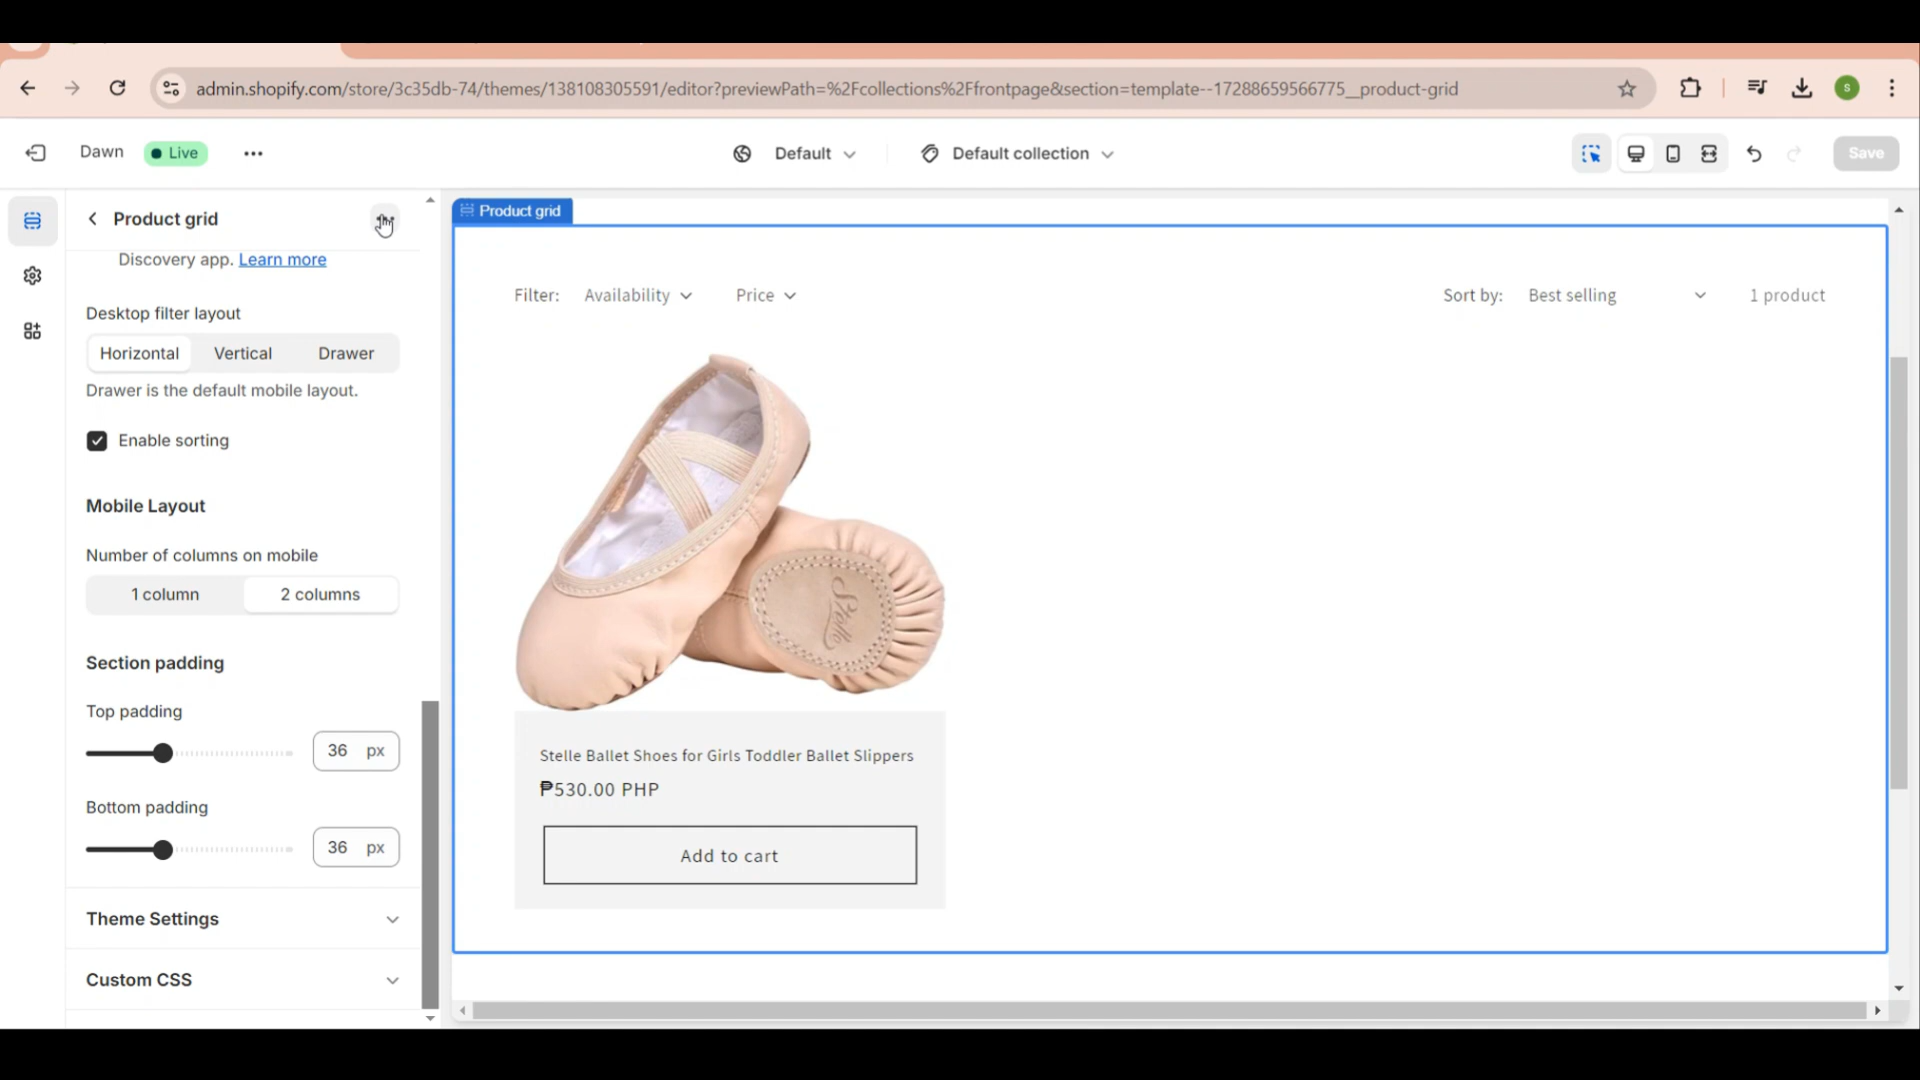 admin.shopify.com/store/3c35db-74/themes/138108305591/editor?previewPath=%2Fcollections%2Ffrontpage&section=template--17288659566775__product-grid
S
Dawn
Live
Default
Default collection
Save
Product grid
Discovery app. Learn more
Desktop filter layout
Horizontal
Vertical
Drawer
Drawer is the default mobile layout.
Enable sorting
Mobile Layout
Number of columns on mobile
1 column
2 columns
Section padding
Top padding
36 px
Bottom padding
36 px
Theme Settings
Custom CSS
Product grid
Filter: Availability Price
Sort by: Best selling
1 product
Stelle
Stelle Ballet Shoes for Girls Toddler Ballet Slippers
₱530.00 PHP
Add to cart